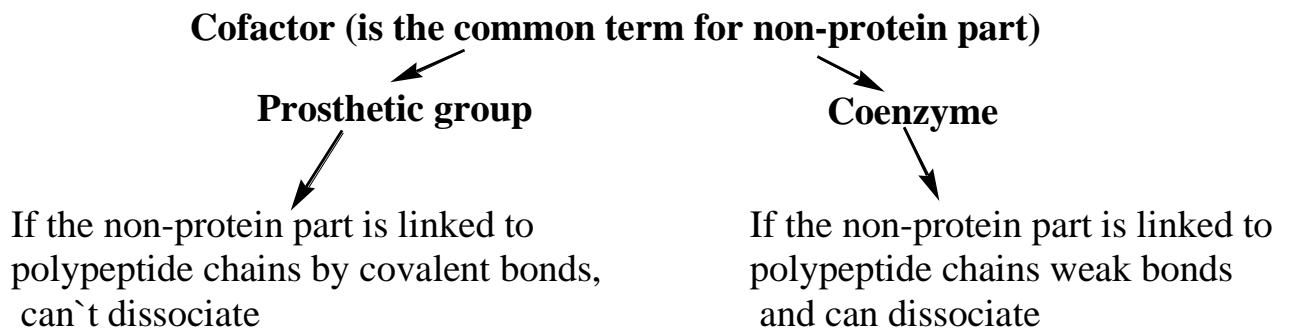 Cofactor (is the common term for non-protein part)
Prosthetic group
Coenzyme
If the non-protein part is linked to
polypeptide chains by covalent bonds,
can`t dissociate
If the non-protein part is linked to
polypeptide chains weak bonds
and can dissociate